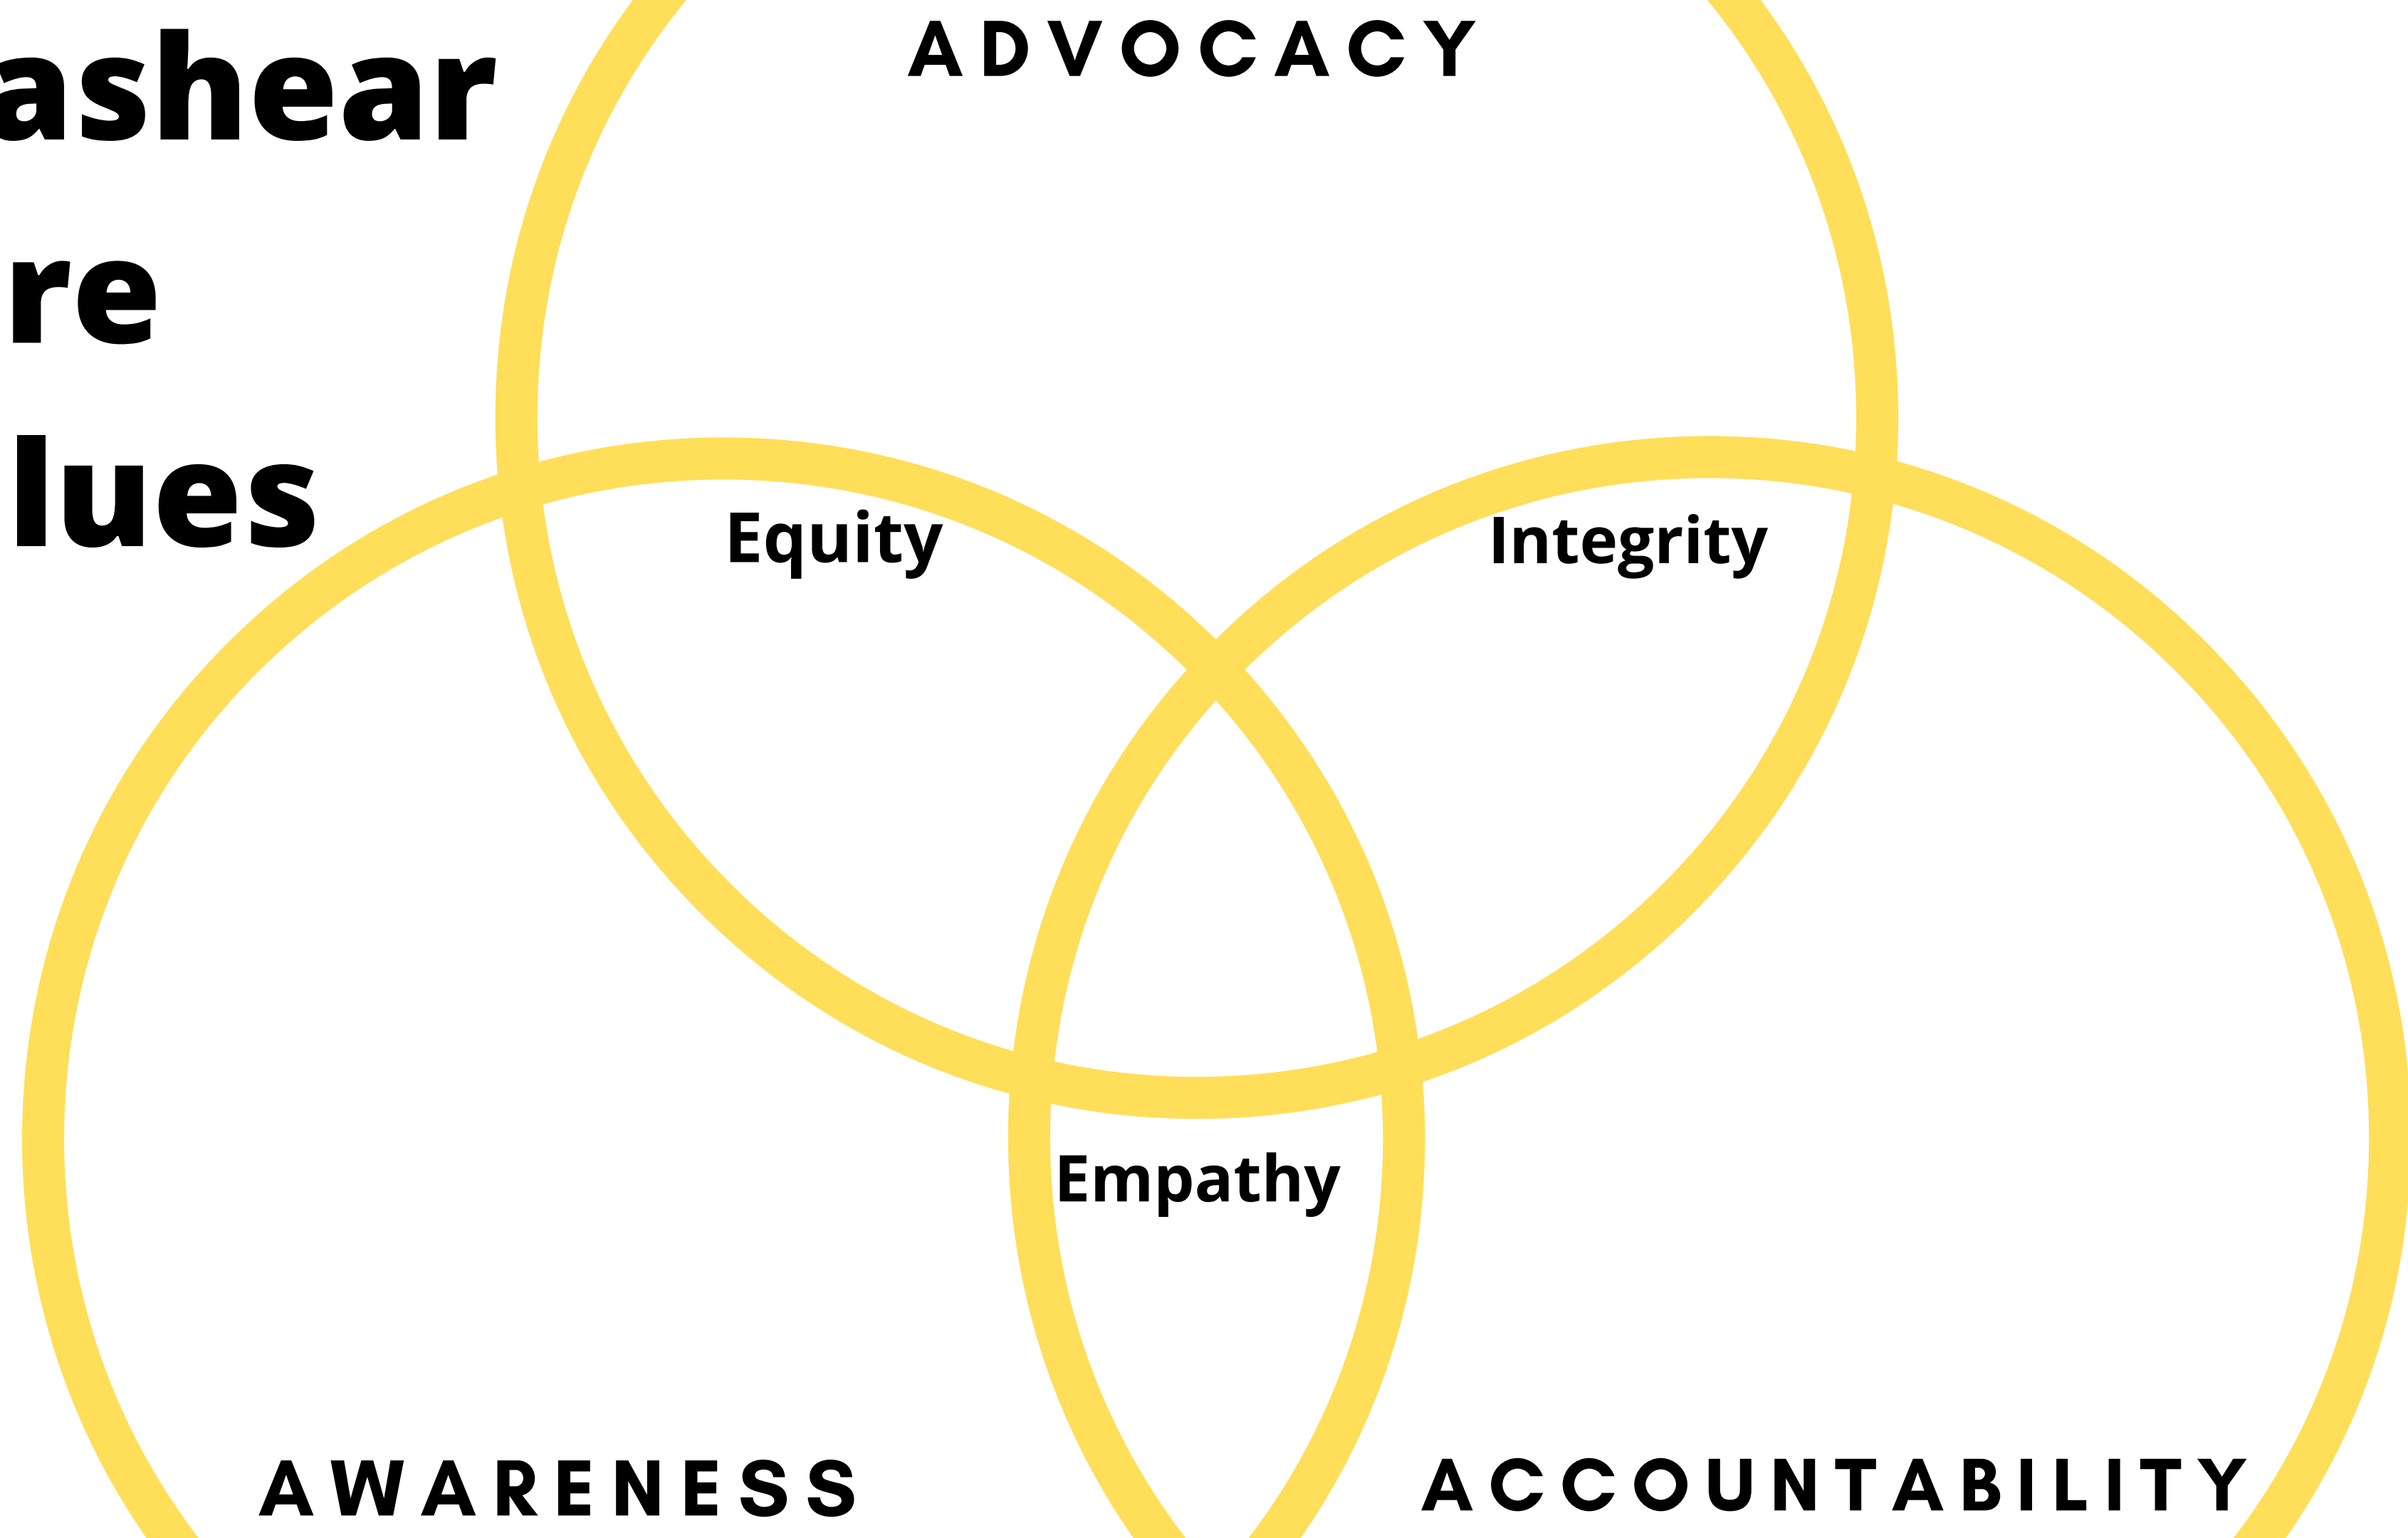 ashear
re
lues
ADVOCACY
Equity
Integrity
Empathy
AWARENESS
ACCOUNTABILITY